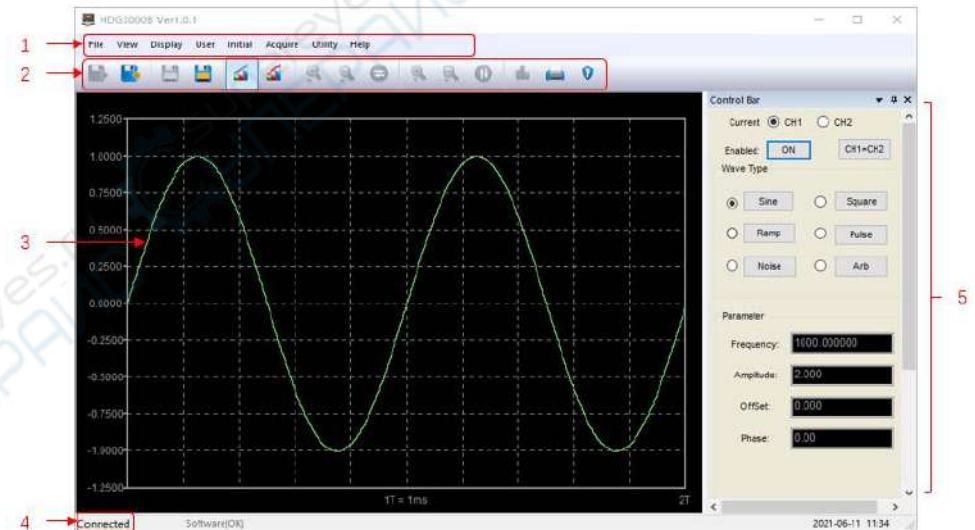 HDG3000B Ver1.0.1
1
File View Display User Initial Acquire Utility Help
2
Control Bar
Current CH1 CH2
Enabled: ON CH1=CH2
Wave Type
Sine Square
Ramp Pulse
Noise Arb
Parameter
Frequency: 1000.000000
Amplitude: 2.000
OffSet: 0.000
Phase: 0.00
1.2500
1.0000
0.7500
0.5000
0.2500
0.0000
-0.2500
-0.5000
-0.7500
-1.0000
-1.2500
1T = 1ms 2T
3
5
4
Connected Software(OK) 2021-06-11 11:34